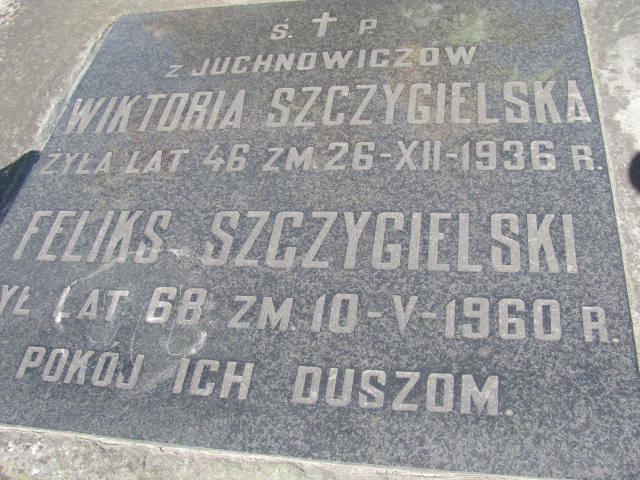 Ś. ✝ P.
Z JUCHNOWICZÓW
WIKTORIA SZCZYGIELSKA
ŻYŁA LAT 46 ZM. 26-XII-1936 R.
FELIKS SZCZYGIELSKI
ŻYŁ LAT 68 ZM. 10-V-1960 R.
POKÓJ ICH DUSZOM.